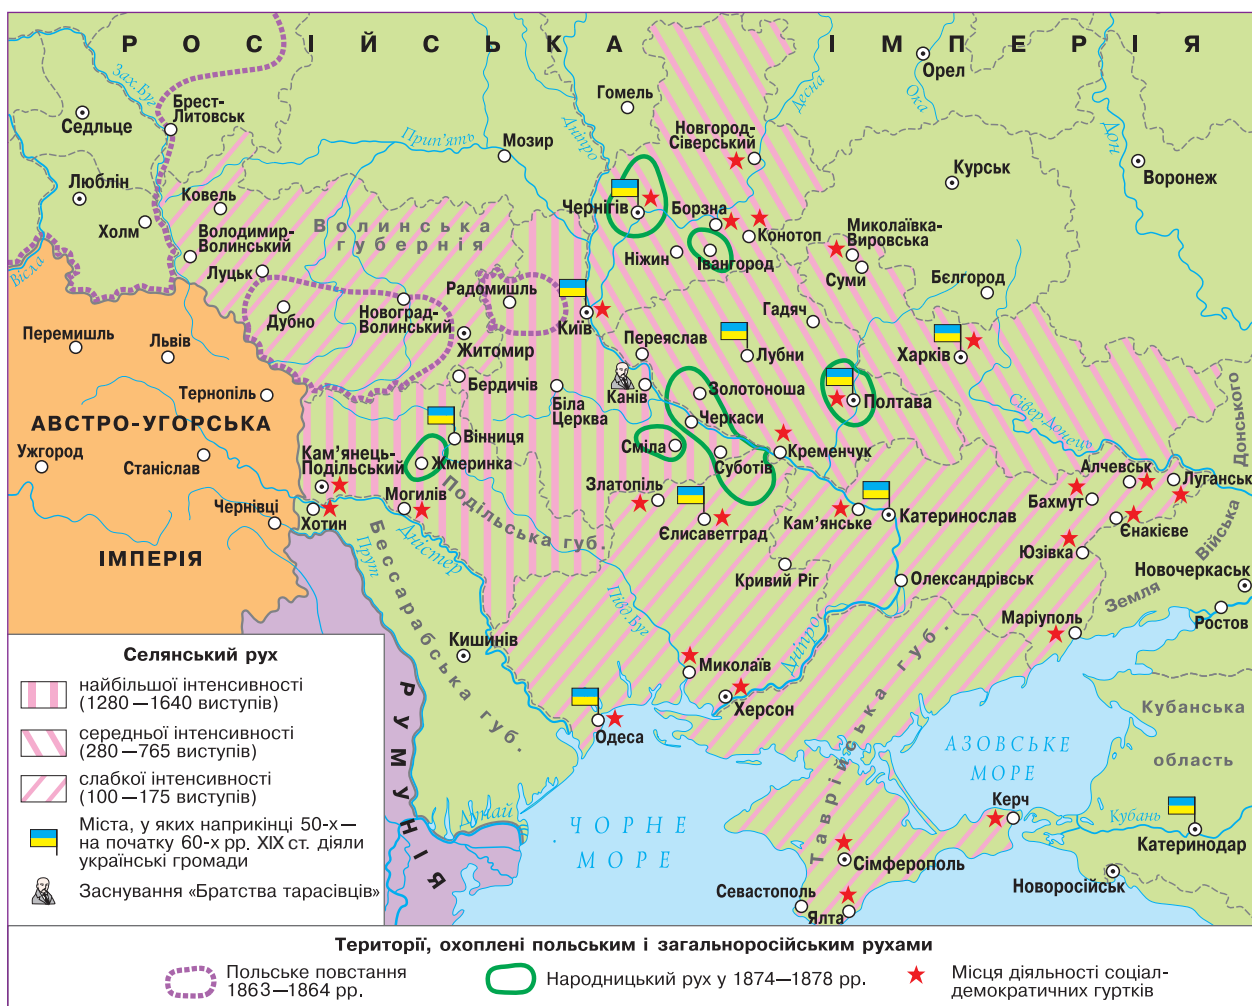 РОСІЙСЬКА ІМПЕРІЯ
Зах.Буг
Брест-
Литовськ
Седльце
Люблін
Холм
Вісла
Ковель
Володимир-
Волинський
Луцьк
Дубно
Волинська
губернія
Прип'ять
Мозир
Дніпро
Гомель
Десна
Ока
Орел
Дон
Воронеж
Курськ
Новгород-
Сіверський
Чернігів
Борзна
Конотоп
Ніжин
Івангород
Миколаївка-
Вировська
Суми
Бєлгород
Радомишль
Новоград-
Волинський
Житомир
Київ
Переяслав
Гадяч
Лубни
Харків
Перемишль
Львів
Тернопіль
АВСТРО-УГОРСЬКА
ІМПЕРІЯ
Ужгород
Станіслав
Чернівці
Бердичів
Біла
Церква
Канів
Золотоноша
Черкаси
Полтава
Сівер.Донець
Вінниця
Кам'янець-
Подільський
Жмеринка
Хотин
Могилів
Подільська губ.
Сміла
Суботів
Кременчук
Златопіль
Єлисаветград
Кам'янське
Катеринослав
Алчевськ
Луганськ
Бахмут
Єнакієве
Юзівка
Земля Війська Донського
Новочеркаськ
Ростов
Прут
Дністер
Бессарабська губ.
Півд.Буг
Кривий Ріг
Олександрівськ
Маріуполь
Кишинів
Миколаїв
Херсон
Дніпро
Одеса
Таврійська губ.
РУМУНІЯ
Дунай
ЧОРНЕ
МОРЕ
АЗОВСЬКЕ
МОРЕ
Кубанська
область
Кубань
Катеринодар
Керч
Сімферополь
Севастополь
Ялта
Новоросійськ
Селянський рух
найбільшої інтенсивності
(1280—1640 виступів)
середньої інтенсивності
(280—765 виступів)
слабкої інтенсивності
(100—175 виступів)
Міста, у яких наприкінці 50-х—
на початку 60-х рр. XIX ст. діяли
українські громади
Заснування «Братства тарасівців»
Території, охоплені польським і загальноросійським рухами
Польське повстання
1863—1864 рр.
Народницький рух у 1874—1878 рр.
Місця діяльності соціал-
демократичних гуртків